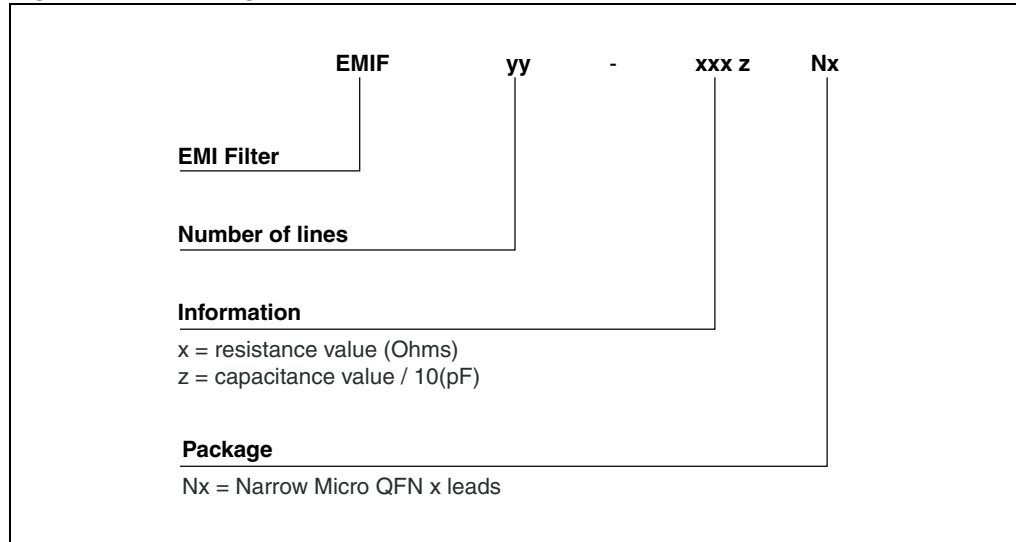 EMIF yy - xxx z Nx
EMI Filter
Number of lines
Information
x = resistance value (Ohms)
z = capacitance value / 10(pF)
Package
Nx = Narrow Micro QFN x leads